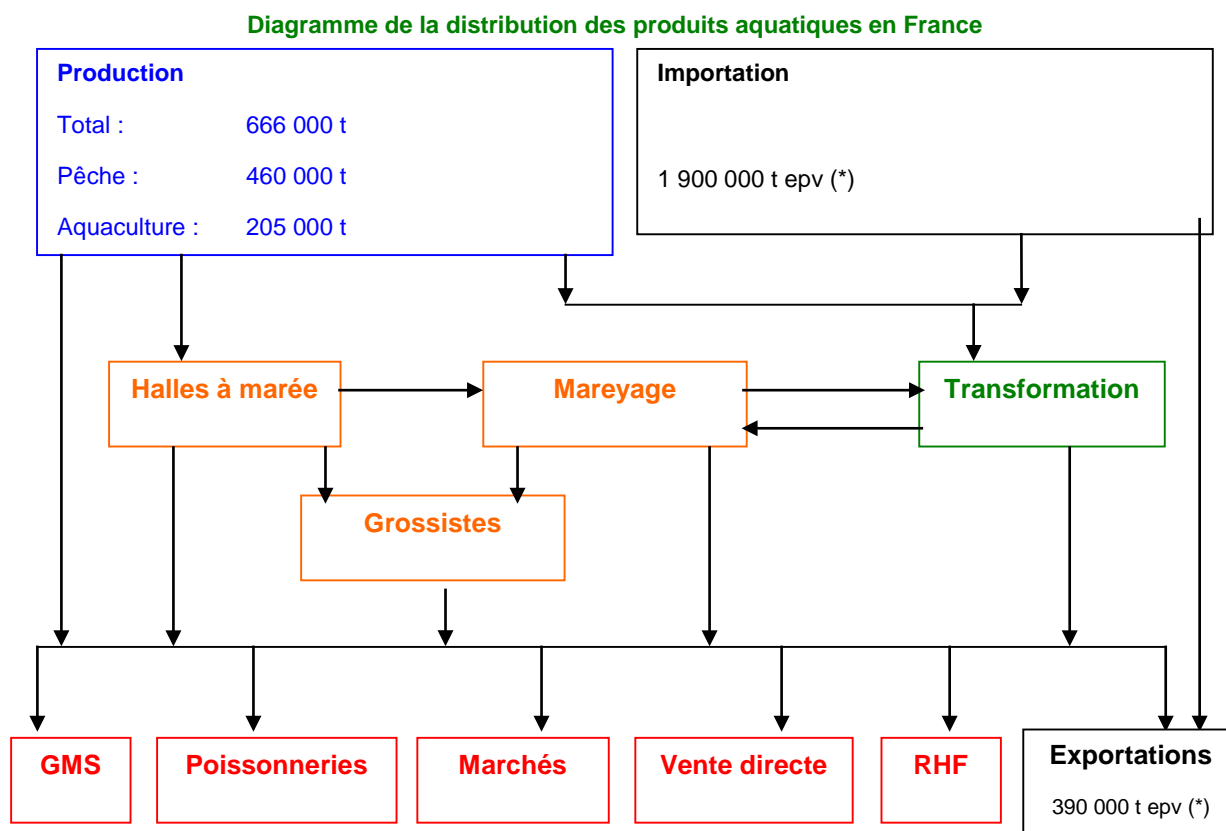 Diagramme de la distribution des produits aquatiques en France
Production
Total : 666 000 t
Pêche : 460 000 t
Aquaculture : 205 000 t
Importation
1 900 000 t epv (*)
Halles à marée
Mareyage
Transformation
Grossistes
GMS
Poissonneries
Marchés
Vente directe
RHF
Exportations
390 000 t epv (*)